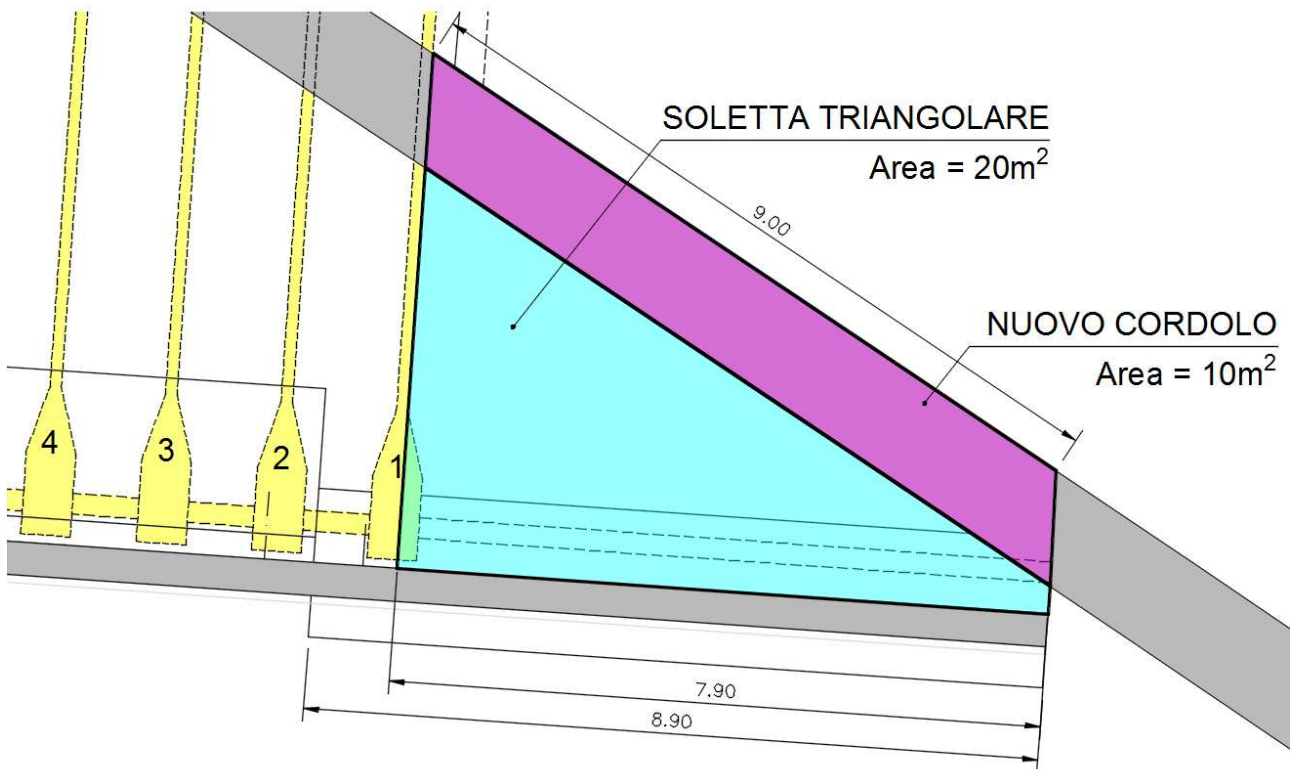 SOLETTA TRIANGOLARE
Area = 20m²
9.00
NUOVO CORDOLO
Area = 10m²
4
3
2
1
7.90
8.90